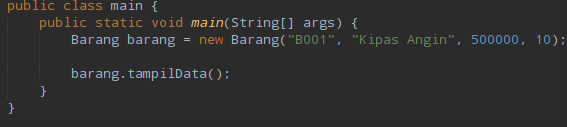 public class main {
    public static void main(String[] args) {
        Barang barang = new Barang("B001", "Kipas Angin", 500000, 10);
        barang.tampilData();
    }
}